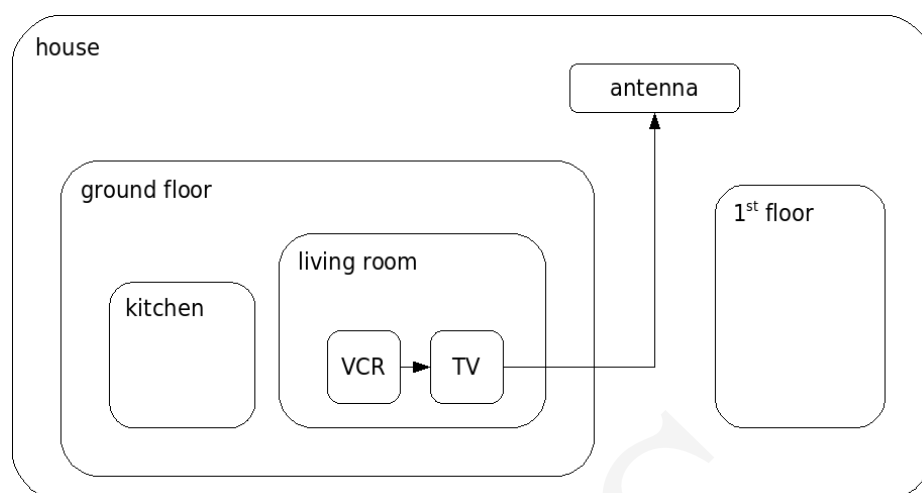 house
antenna
ground floor
1st floor
living room
kitchen
VCR
TV